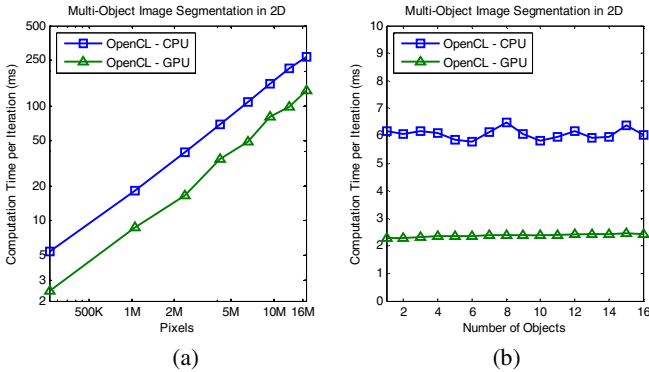 Multi-Object Image Segmentation in 2D
OpenCL - CPU
OpenCL - GPU
Computation Time per Iteration (ms)
250
100
50
20
10
5
3
2
500K 1M 2M 5M 10M 16M
Pixels
(a)
Multi-Object Image Segmentation in 2D
OpenCL - CPU
OpenCL - GPU
Computation Time per Iteration (ms)
10
9
8
7
6
5
4
3
2
1
0
2 4 6 8 10 12 14 16
Number of Objects
(b)